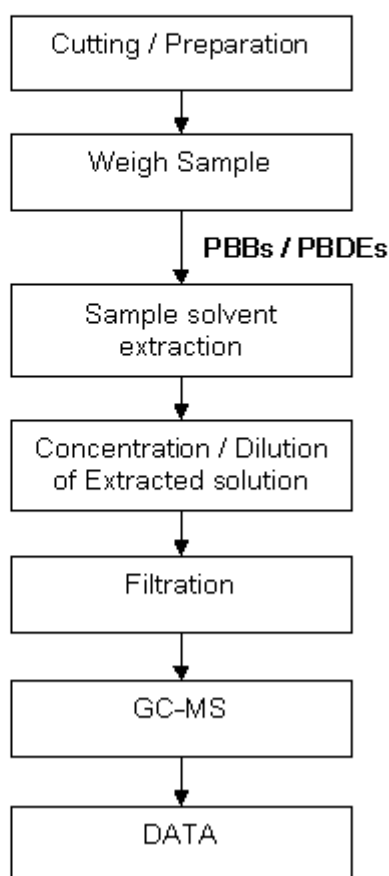 Cutting / Preparation
Weigh Sample
PBBs / PBDEs
Sample solvent
extraction
Concentration / Dilution
of Extracted solution
Filtration
GC-MS
DATA